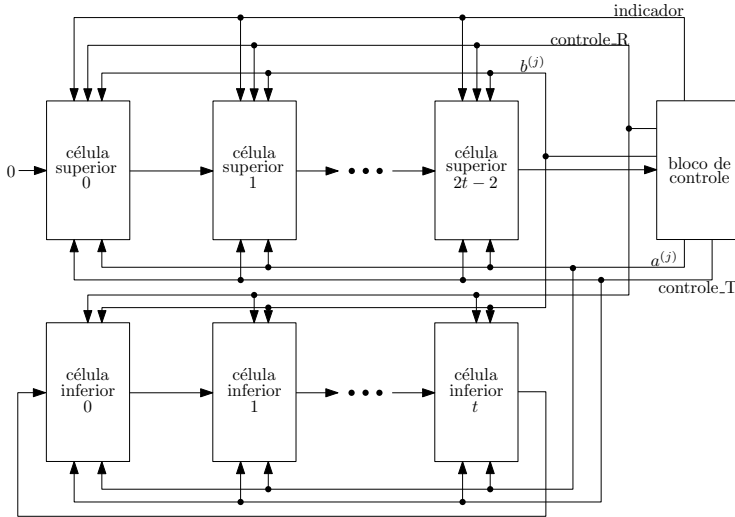 indicador
controle_R
b^{(j)}
0
célula
superior
0
célula
superior
1
célula
superior
2t − 2
bloco de
controle
a^{(j)}
controle_T
célula
inferior
0
célula
inferior
1
célula
inferior
t